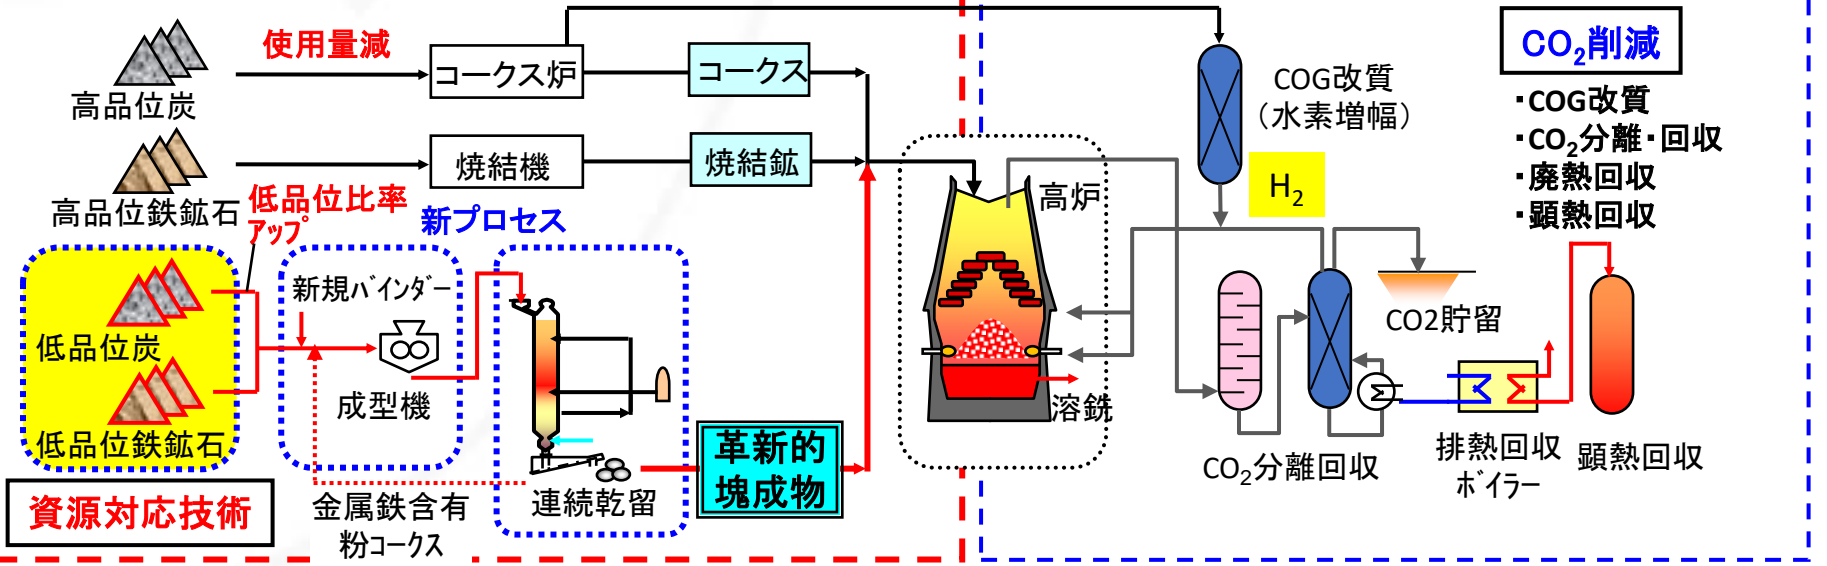 使用量減
高品位炭
コークス炉
コークス
高品位鉄鉱石
焼結機
焼結鉱
低品位比率
アップ
新プロセス
低品位炭
低品位鉄鉱石
新規バインダー
成型機
連続乾留
金属鉄含有
粉コークス
革新的
塊成物
資源対応技術
高炉
溶銑
COG改質
（水素増幅）
H2
CO2貯留
CO2分離回収
排熱回収
ボイラー
顕熱回収
CO2削減
・COG改質
・CO2分離・回収
・廃熱回収
・顕熱回収